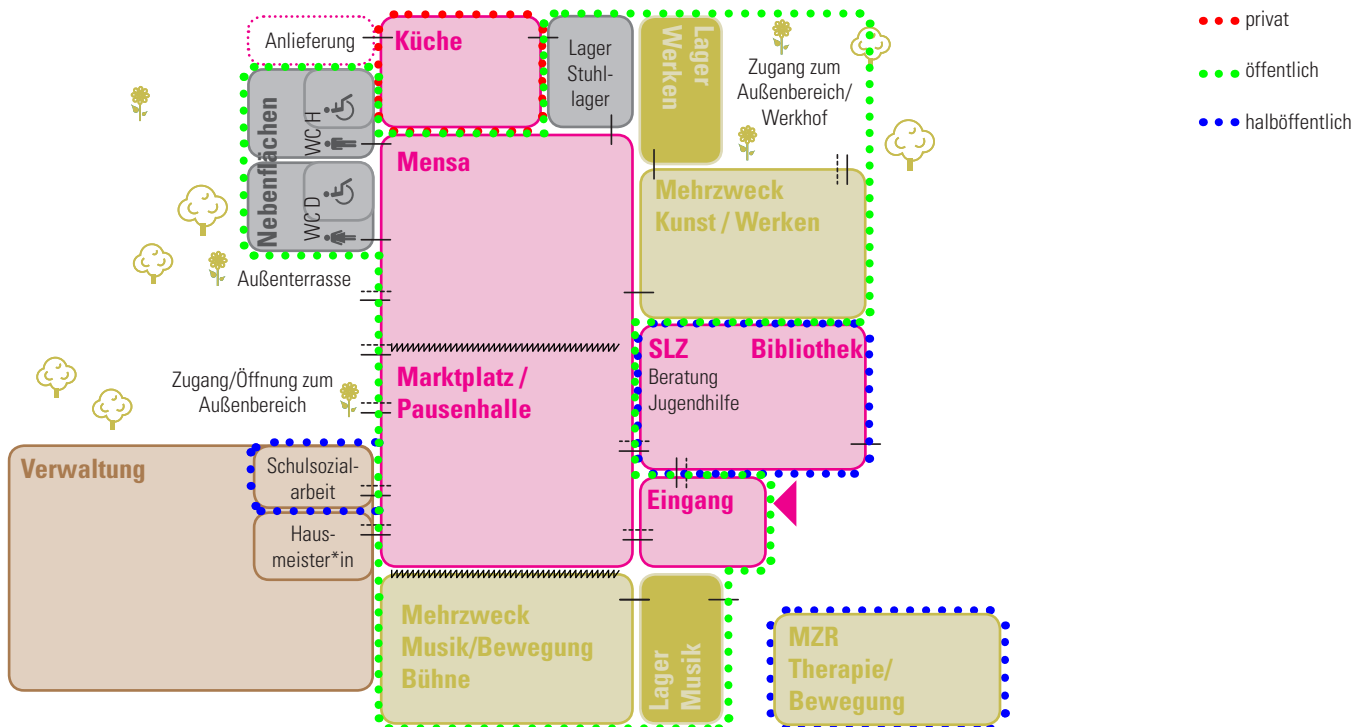 Anlieferung
Küche
Lager
Stuhl-
lager
Lager
Werken
Zugang zum
Außenbereich/
Werkhof
privat
öffentlich
halböffentlich
Nebenflächen
WC H
WC D
Mensa
Mehrzweck
Kunst / Werken
Außenterrasse
SLZ Bibliothek
Beratung
Jugendhilfe
Zugang/Öffnung zum
Außenbereich
Marktplatz /
Pausenhalle
Verwaltung
Schulsozial-
arbeit
Haus-
meister*in
Eingang
Mehrzweck
Musik/Bewegung
Bühne
Lager
Musik
MZR
Therapie/
Bewegung